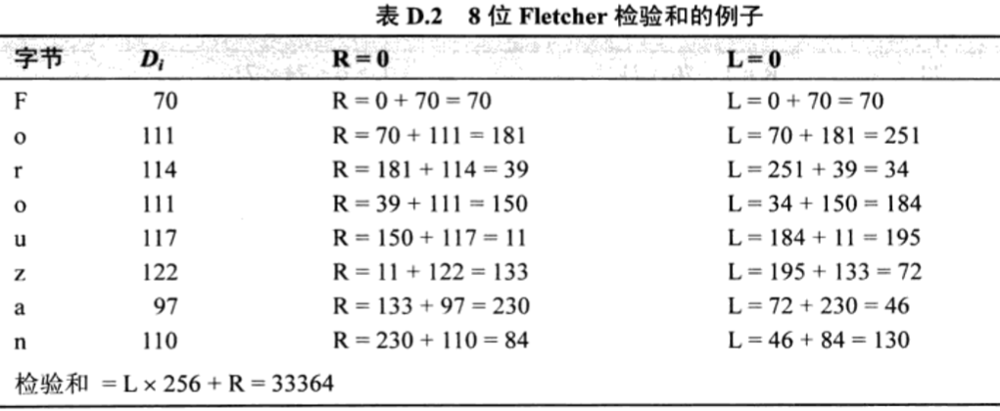 表 D.2 8 位 Fletcher 检验和的例子
字节 Di R=0 L=0
F 70 R = 0 + 70 = 70 L = 0 + 70 = 70
o 111 R = 70 + 111 = 181 L = 70 + 181 = 251
r 114 R = 181 + 114 = 39 L = 251 + 39 = 34
o 111 R = 39 + 111 = 150 L = 34 + 150 = 184
u 117 R = 150 + 117 = 11 L = 184 + 11 = 195
z 122 R = 11 + 122 = 133 L = 195 + 133 = 72
a 97 R = 133 + 97 = 230 L = 72 + 230 = 46
n 110 R = 230 + 110 = 84 L = 46 + 84 = 130
检验和 = L × 256 + R = 33364